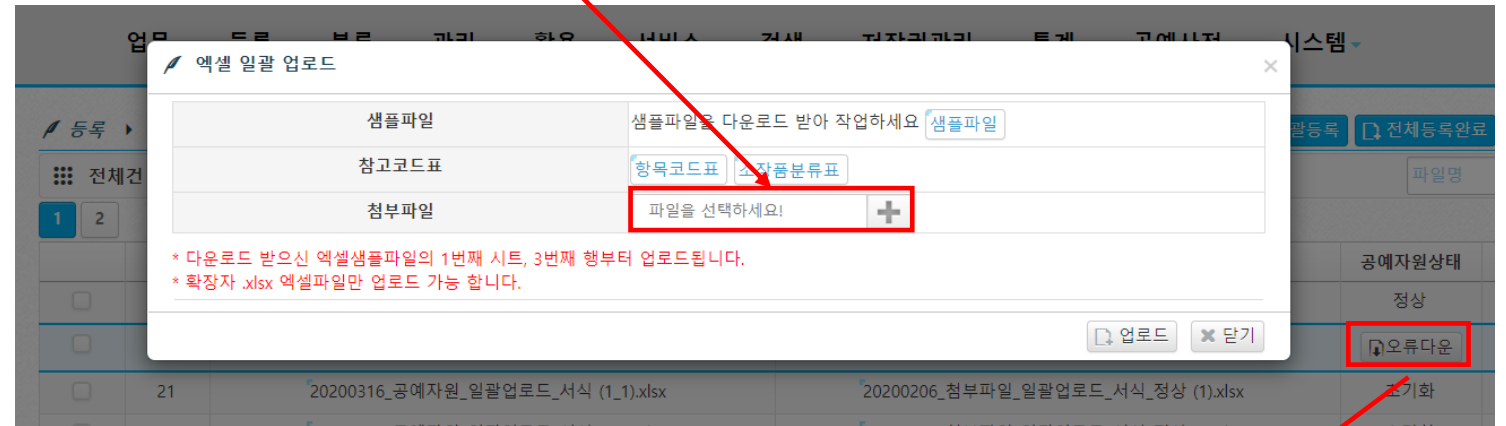 시스템
엑셀 일괄 업로드
등록
샘플파일
샘플파일을 다운로드 받아 작업하세요 샘플파일
괄등록 전체등록완료
전체건
참고코드표
항목코드표 소작품분류표
파일명
1 2
첨부파일
파일을 선택하세요!
* 다운로드 받으신 엑셀샘플파일의 1번째 시트, 3번째 행부터 업로드됩니다.
* 확장자 .xlsx 엑셀파일만 업로드 가능 합니다.
공예자원상태
정상
업로드 닫기
오류다운
21 20200316_공예자원_일괄업로드_서식 (1_1).xlsx 20200206_첨부파일_일괄업로드_서식_정상 (1).xlsx 초기화